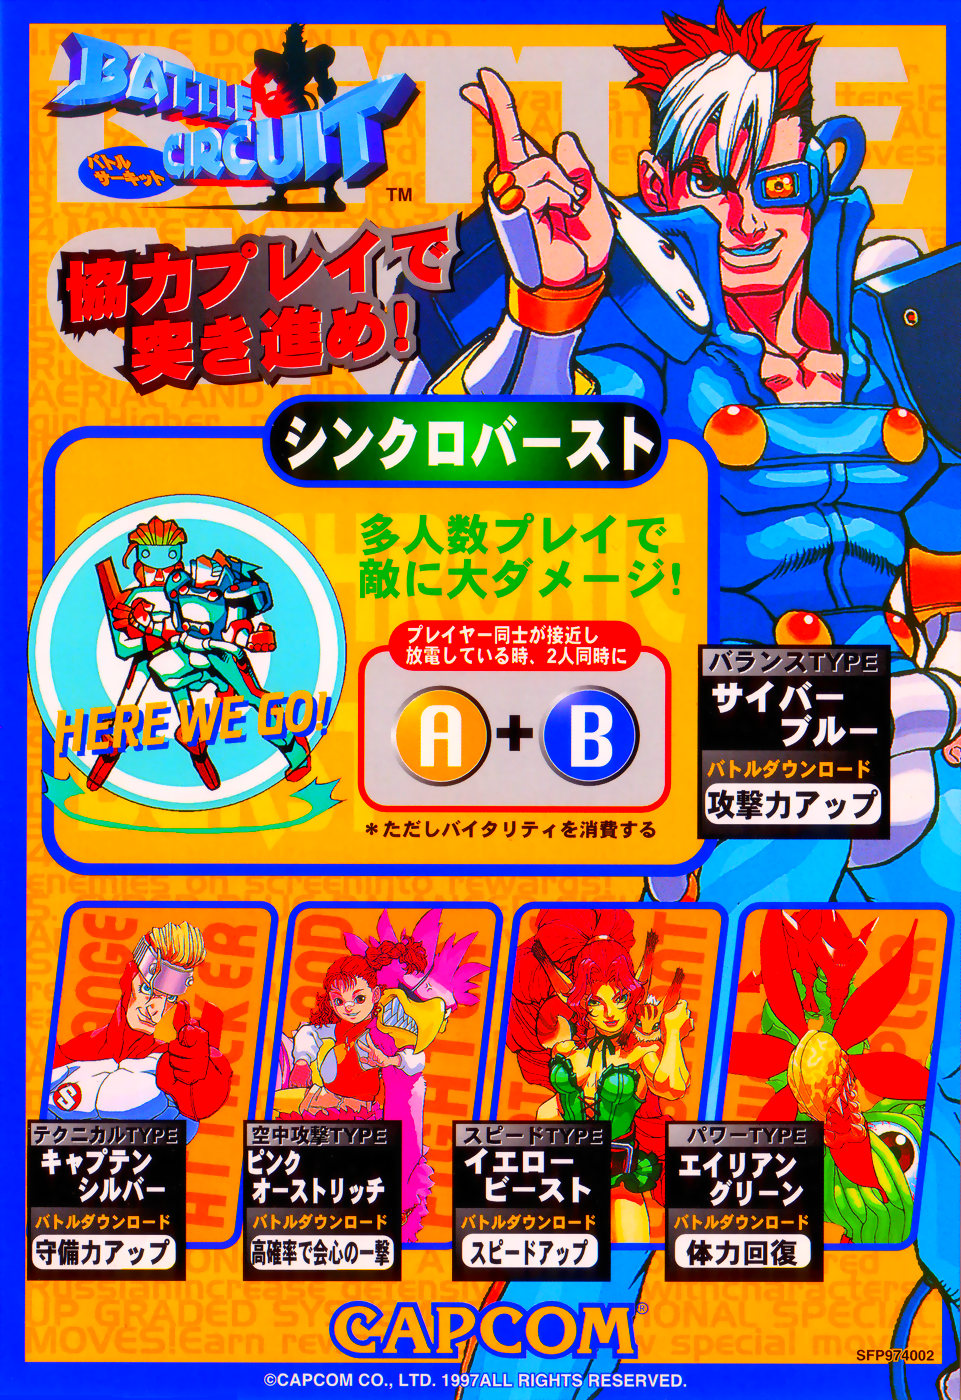 BATTLE
CIRCUIT
バトル
サーキット
TM
協力プレイで
突き進め!
シンクロバースト
多人数プレイで
敵に大ダメージ!
プレイヤー同士が接近し
放電している時、2人同時に
A+B
*ただしバイタリティを消費する
HERE WE GO!
バランスTYPE
サイバー
ブルー
バトルダウンロード
攻撃力アップ
テクニカルTYPE
キャプテン
シルバー
バトルダウンロード
守備力アップ
空中攻撃TYPE
ピンク
オーストリッチ
バトルダウンロード
高確率で会心の一撃
スピードTYPE
イエロー
ビースト
バトルダウンロード
スピードアップ
パワーTYPE
エイリアン
グリーン
バトルダウンロード
体力回復
CAPCOM®
SFP974002
©CAPCOM CO., LTD. 1997ALL RIGHTS RESERVED.